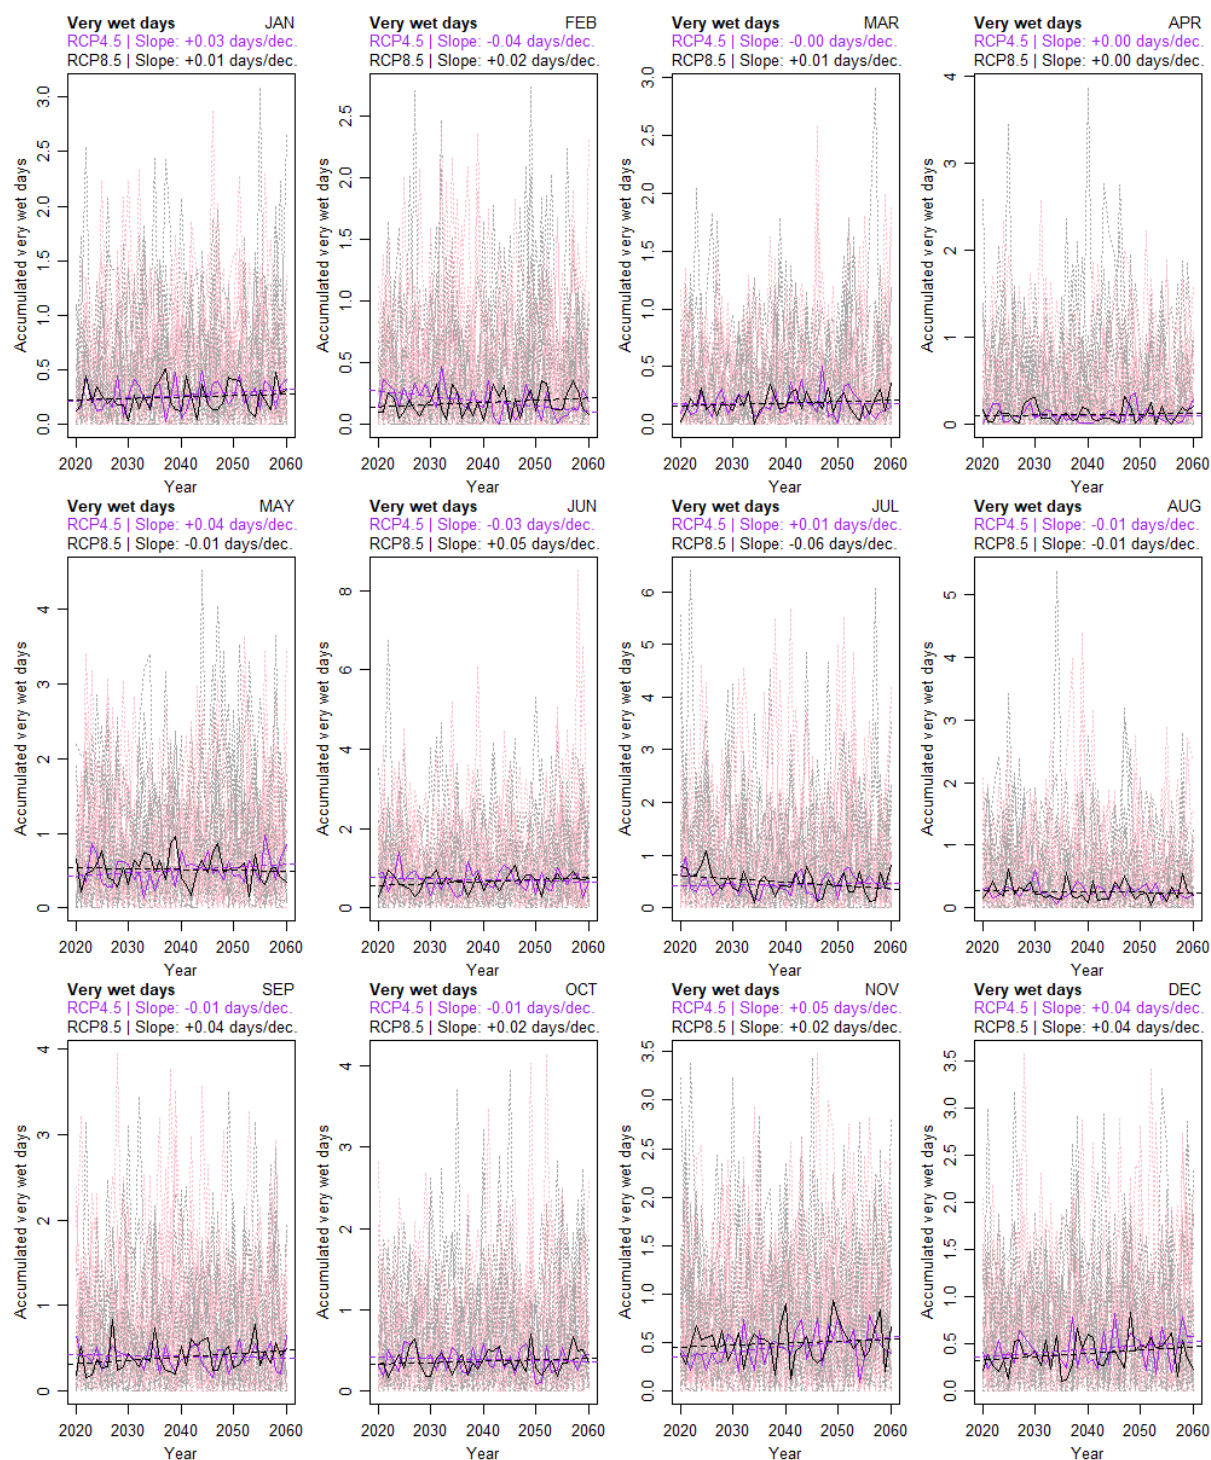 Very wet days JAN
RCP4.5 | Slope: +0.03 days/dec.
RCP8.5 | Slope: +0.01 days/dec.
Accumulated very wet days
0.0 0.5 1.0 1.5 2.0 2.5 3.0
2020 2030 2040 2050 2060
Year
Very wet days FEB
RCP4.5 | Slope: -0.04 days/dec.
RCP8.5 | Slope: +0.02 days/dec.
Accumulated very wet days
0.0 0.5 1.0 1.5 2.0 2.5
2020 2030 2040 2050 2060
Year
Very wet days MAR
RCP4.5 | Slope: -0.00 days/dec.
RCP8.5 | Slope: +0.01 days/dec.
Accumulated very wet days
0.0 0.5 1.0 1.5 2.0 2.5 3.0
2020 2030 2040 2050 2060
Year
Very wet days APR
RCP4.5 | Slope: +0.00 days/dec.
RCP8.5 | Slope: +0.00 days/dec.
Accumulated very wet days
0 1 2 3 4
2020 2030 2040 2050 2060
Year
Very wet days MAY
RCP4.5 | Slope: +0.04 days/dec.
RCP8.5 | Slope: -0.01 days/dec.
Accumulated very wet days
0 1 2 3 4
2020 2030 2040 2050 2060
Year
Very wet days JUN
RCP4.5 | Slope: -0.03 days/dec.
RCP8.5 | Slope: +0.05 days/dec.
Accumulated very wet days
0 2 4 6 8
2020 2030 2040 2050 2060
Year
Very wet days JUL
RCP4.5 | Slope: +0.01 days/dec.
RCP8.5 | Slope: -0.06 days/dec.
Accumulated very wet days
0 1 2 3 4 5 6
2020 2030 2040 2050 2060
Year
Very wet days AUG
RCP4.5 | Slope: -0.01 days/dec.
RCP8.5 | Slope: -0.01 days/dec.
Accumulated very wet days
0 1 2 3 4 5
2020 2030 2040 2050 2060
Year
Very wet days SEP
RCP4.5 | Slope: -0.01 days/dec.
RCP8.5 | Slope: +0.04 days/dec.
Accumulated very wet days
0 1 2 3 4
2020 2030 2040 2050 2060
Year
Very wet days OCT
RCP4.5 | Slope: -0.01 days/dec.
RCP8.5 | Slope: +0.02 days/dec.
Accumulated very wet days
0 1 2 3 4
2020 2030 2040 2050 2060
Year
Very wet days NOV
RCP4.5 | Slope: +0.05 days/dec.
RCP8.5 | Slope: +0.02 days/dec.
Accumulated very wet days
0.0 0.5 1.0 1.5 2.0 2.5 3.0 3.5
2020 2030 2040 2050 2060
Year
Very wet days DEC
RCP4.5 | Slope: +0.04 days/dec.
RCP8.5 | Slope: +0.04 days/dec.
Accumulated very wet days
0.0 0.5 1.0 1.5 2.0 2.5 3.0 3.5
2020 2030 2040 2050 2060
Year